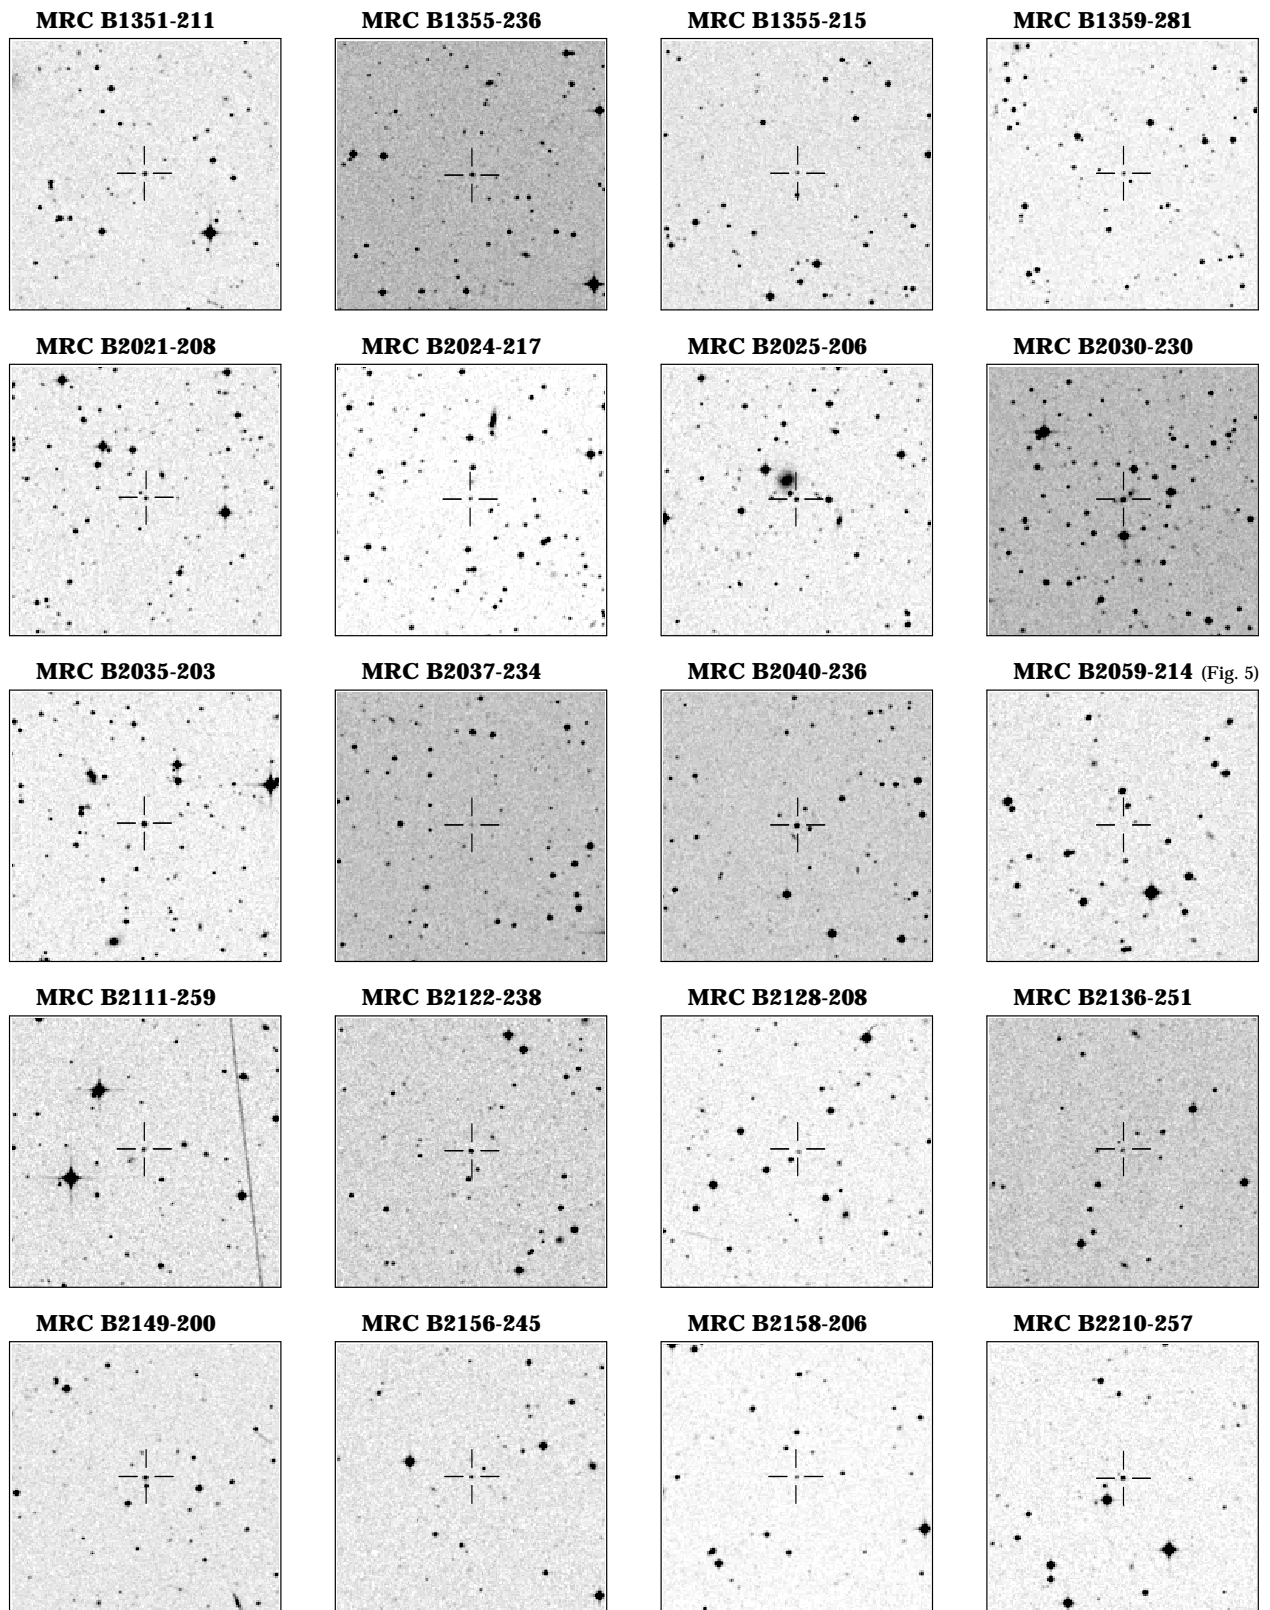 MRC B1351-211 MRC B1355-236 MRC B1355-215 MRC B1359-281
MRC B2021-208 MRC B2024-217 MRC B2025-206 MRC B2030-230
MRC B2035-203 MRC B2037-234 MRC B2040-236 MRC B2059-214 (Fig. 5)
MRC B2111-259 MRC B2122-238 MRC B2128-208 MRC B2136-251
MRC B2149-200 MRC B2156-245 MRC B2158-206 MRC B2210-257